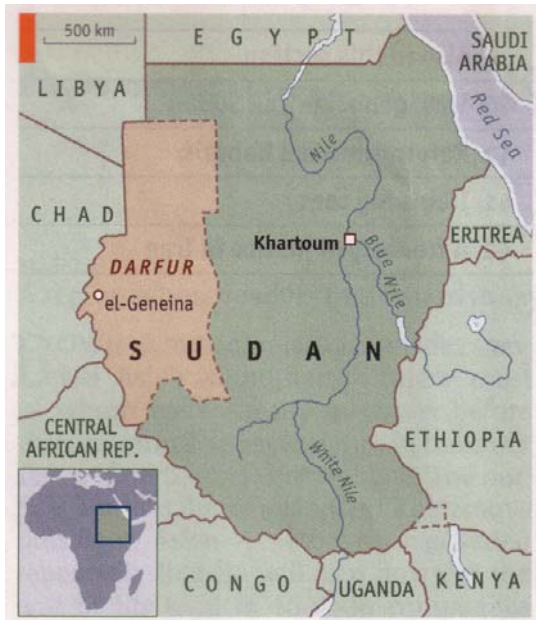 500 km
EGYPT
SAUDI
ARABIA
LIBYA
Red Sea
Nile
CHAD
Khartoum
Blue Nile
ERITREA
DARFUR
el-Geneina
SUDAN
CENTRAL
AFRICAN REP.
ETHIOPIA
White Nile
CONGO
UGANDA
KENYA